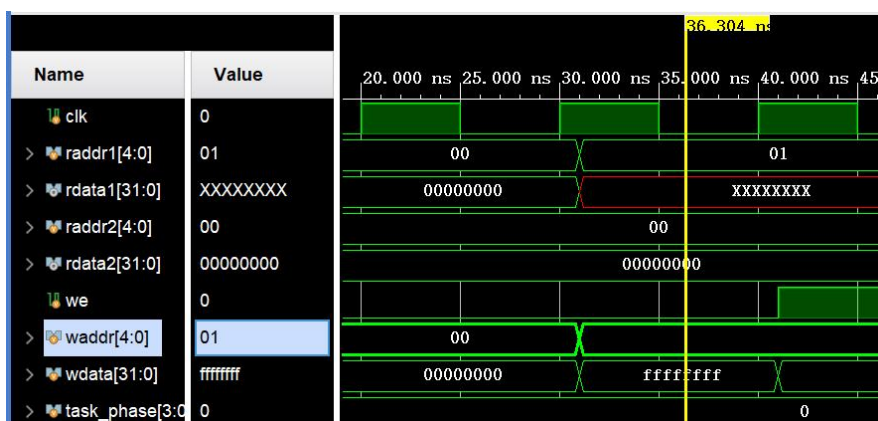 36.304 ns
Name Value 20.000 ns 25.000 ns 30.000 ns 35.000 ns 40.000 ns 45
clk 0
> raddr1[4:0] 01 00 01
> rdata1[31:0] XXXXXXXX 00000000 XXXXXXXX
> raddr2[4:0] 00 00
> rdata2[31:0] 00000000 00000000
we 0
> waddr[4:0] 01 00
> wdata[31:0] ffffffff 00000000 ffffffff
> task_phase[3:0 0 0